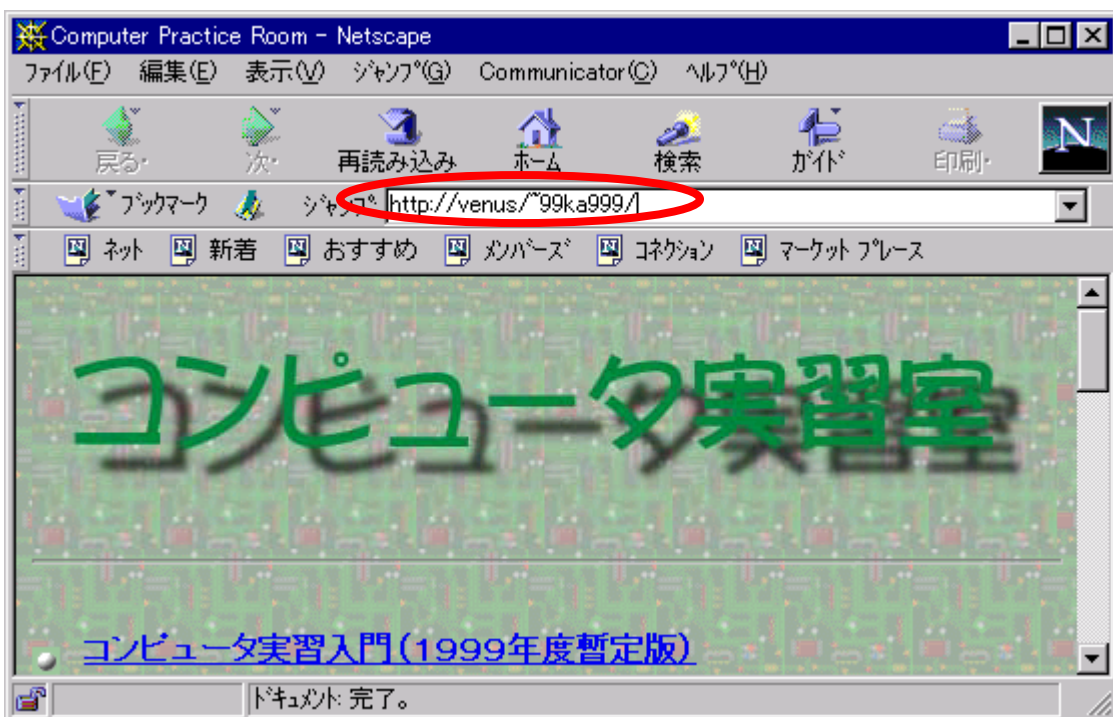 Computer Practice Room - Netscape
ファイル(F) 編集(E) 表示(V) ジャンプ(G) Communicator(C) ヘルプ(H)
戻る 次 再読み込み ホーム 検索 ガイド 印刷 N
ブックマーク ジャンプ http://venus/~99ka999/
ネット 新着 おすすめ メンバーズ コネクション マーケットプレース
コンピュータ実習室
コンピュータ実習入門(1999年度暫定版)
ドキュメント: 完了。